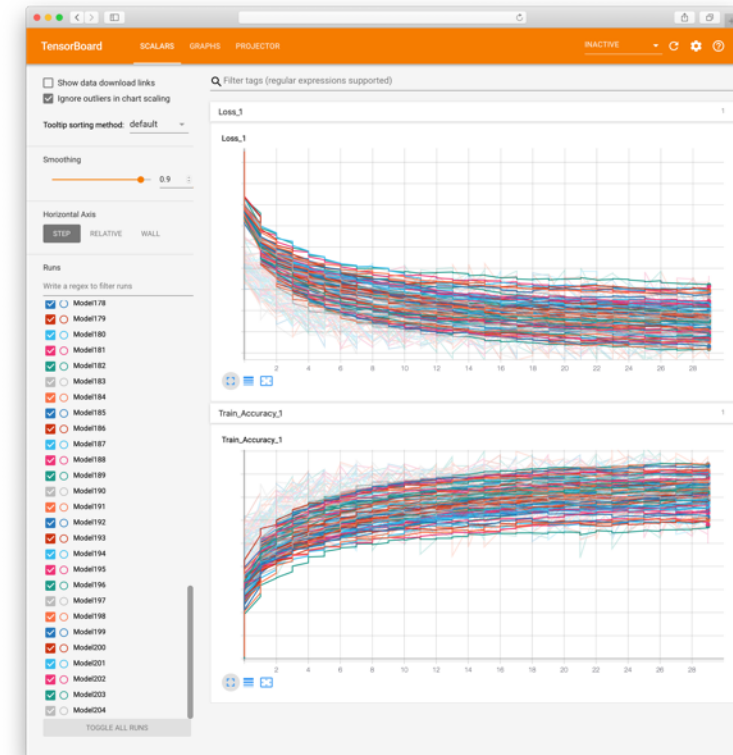 TensorBoard SCALARS GRAPHS PROJECTOR INACTIVE
Show data download links
Ignore outliers in chart scaling
Tooltip sorting method: default
Smoothing
0.9
Horizontal Axis
STEP RELATIVE WALL
Runs
Write a regex to filter runs
Model178
Model179
Model180
Model181
Model182
Model183
Model184
Model185
Model186
Model187
Model188
Model189
Model190
Model191
Model192
Model193
Model194
Model195
Model196
Model197
Model198
Model199
Model200
Model201
Model202
Model203
Model204
TOGGLE ALL RUNS
Filter tags (regular expressions supported)
Loss_1 1
Loss_1
2 4 6 8 10 12 14 16 18 20 22 24 26 28
Train_Accuracy_1 1
Train_Accuracy_1
2 4 6 8 10 12 14 16 18 20 22 24 26 28